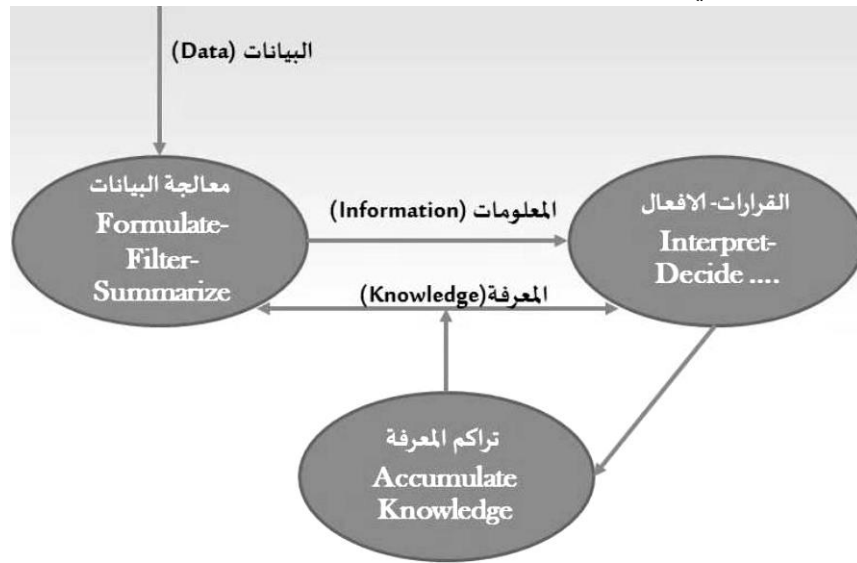 البيانات (Data)
معالجة البيانات
Formulate-
Filter-
Summarize
المعلومات (Information)
القرارات- الافعال
Interpret-
Decide ....
المعرفة(Knowledge)
تراكم المعرفة
Accumulate
Knowledge